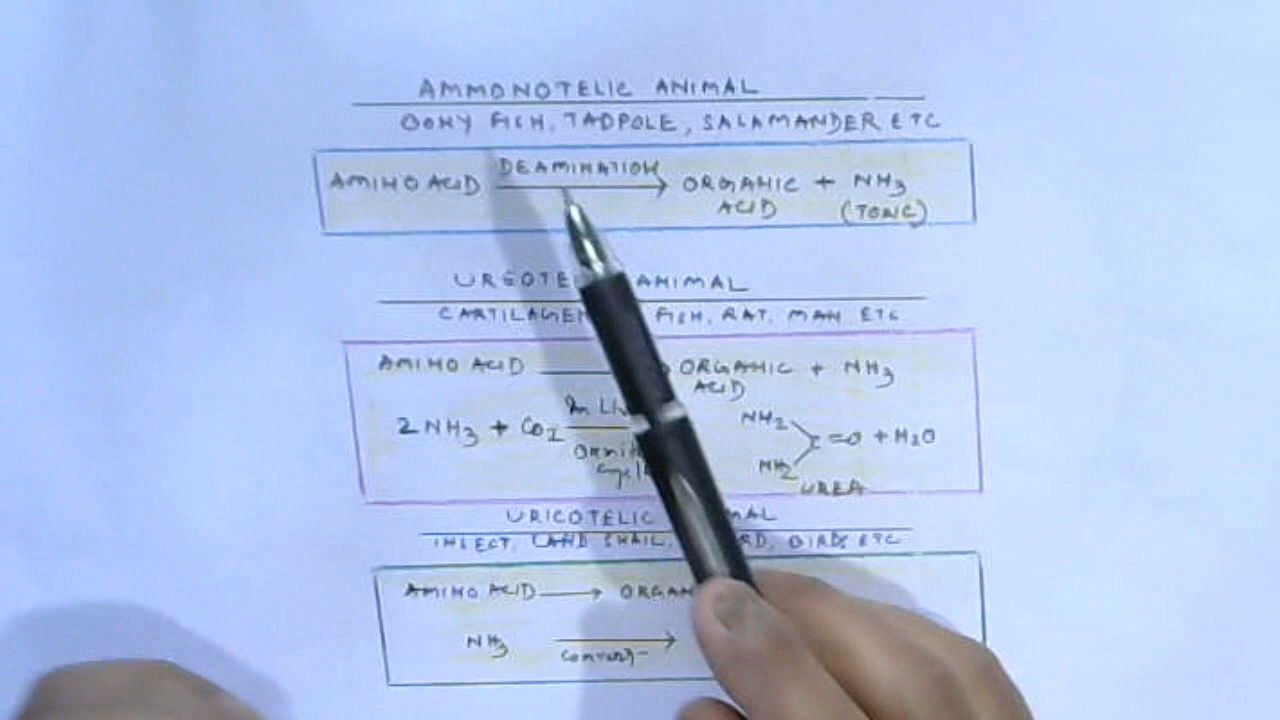 AMMONOTELIC ANIMAL
BONY FISH, TADPOLE, SALAMANDER ETC
DEAMINATION
AMINO ACID → ORGANIC + NH3
ACID (TOXIC)
ANIMAL
FISH, RAT, MAN ETC
AMINO ACID ORGANIC + NH3
ACID
2NH3 + CO2
NH2
=O + H2O
NH2
UREA
URICOTELIC
INSECT, LAND SNAIL, BIRDS ETC
AMINO ACID →
NH3 →
Convert